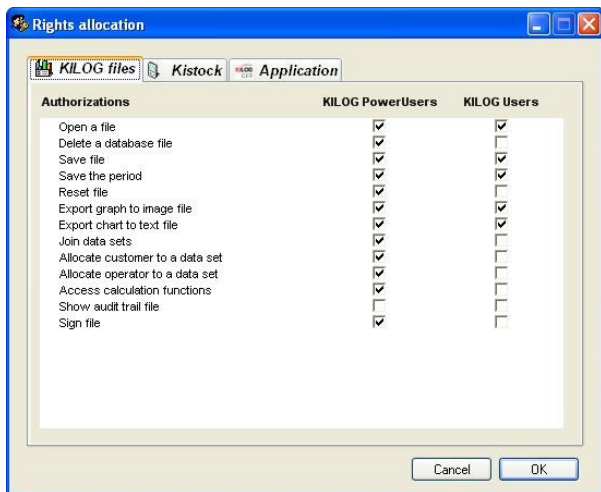 Rights allocation
KILOG files Kistock Application
Authorizations KILOG PowerUsers KILOG Users
Open a file
Delete a database file
Save file
Save the period
Reset file
Export graph to image file
Export chart to text file
Join data sets
Allocate customer to a data set
Allocate operator to a data set
Access calculation functions
Show audit trail file
Sign file
Cancel OK